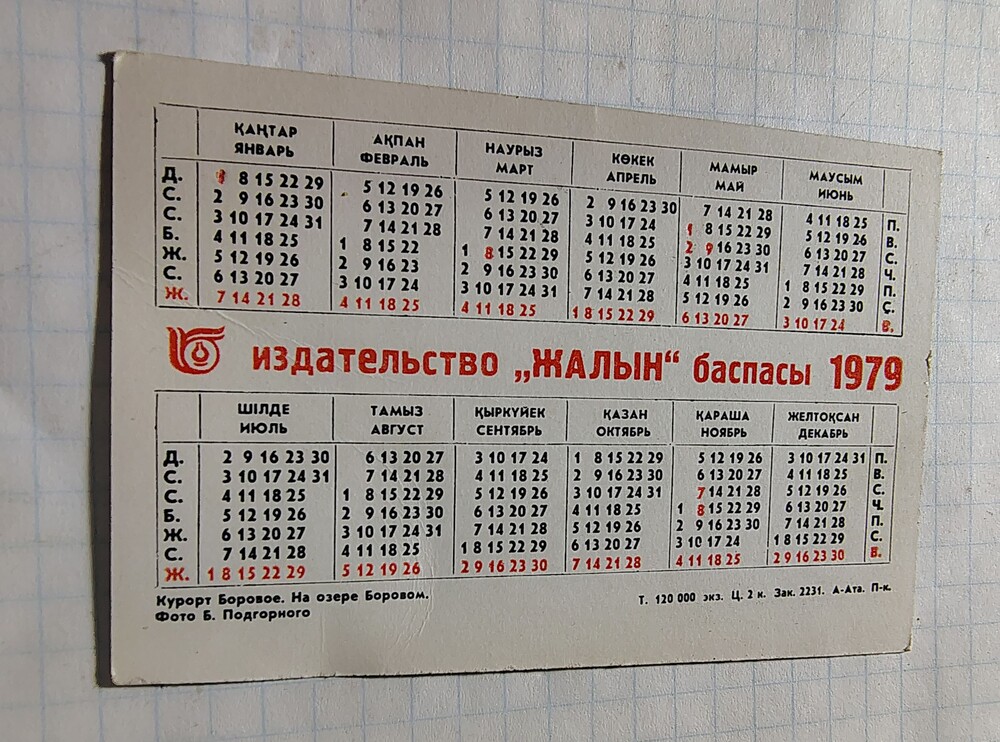 ҚАҢТАР АҚПАН НАУРЫЗ КӨКЕК МАМЫР МАУСЫМ
ЯНВАРЬ ФЕВРАЛЬ МАРТ АПРЕЛЬ МАЙ ИЮНЬ
Д. 1 8 15 22 29 5 12 19 26 5 12 19 26 2 9 16 23 30 7 14 21 28 4 11 18 25 П.
С. 2 9 16 23 30 6 13 20 27 6 13 20 27 3 10 17 24 1 8 15 22 29 5 12 19 26 В.
С. 3 10 17 24 31 7 14 21 28 7 14 21 28 4 11 18 25 2 9 16 23 30 6 13 20 27 С.
Б. 4 11 18 25 1 8 15 22 1 8 15 22 29 5 12 19 26 3 10 17 24 31 7 14 21 28 Ч.
Ж. 5 12 19 26 2 9 16 23 2 9 16 23 30 6 13 20 27 4 11 18 25 1 8 15 22 29 П.
С. 6 13 20 27 3 10 17 24 3 10 17 24 31 7 14 21 28 5 12 19 26 2 9 16 23 30 С.
Ж. 7 14 21 28 4 11 18 25 4 11 18 25 1 8 15 22 29 6 13 20 27 3 10 17 24 В.
издательство „ЖАЛЫН“ баспасы 1979
ШІЛДЕ ТАМЫЗ ҚЫРКҮЙЕК ҚАЗАН ҚАРАША ЖЕЛТОҚСАН
ИЮЛЬ АВГУСТ СЕНТЯБРЬ ОКТЯБРЬ НОЯБРЬ ДЕКАБРЬ
Д. 2 9 16 23 30 6 13 20 27 3 10 17 24 1 8 15 22 29 5 12 19 26 3 10 17 24 31 П.
С. 3 10 17 24 31 7 14 21 28 4 11 18 25 2 9 16 23 30 6 13 20 27 4 11 18 25 В.
С. 4 11 18 25 1 8 15 22 29 5 12 19 26 3 10 17 24 31 7 14 21 28 5 12 19 26 С.
Б. 5 12 19 26 2 9 16 23 30 6 13 20 27 4 11 18 25 1 8 15 22 29 6 13 20 27 Ч.
Ж. 6 13 20 27 3 10 17 24 31 7 14 21 28 5 12 19 26 2 9 16 23 30 7 14 21 28 П.
С. 7 14 21 28 4 11 18 25 1 8 15 22 29 6 13 20 27 3 10 17 24 1 8 15 22 29 С.
Ж. 1 8 15 22 29 5 12 19 26 2 9 16 23 30 7 14 21 28 4 11 18 25 2 9 16 23 30 В.
Курорт Боровое. На озере Боровом. Т. 120 000 экз. Ц. 2 к. Зак. 2231. А-Ата. П-к.
Фото Б. Подгорного